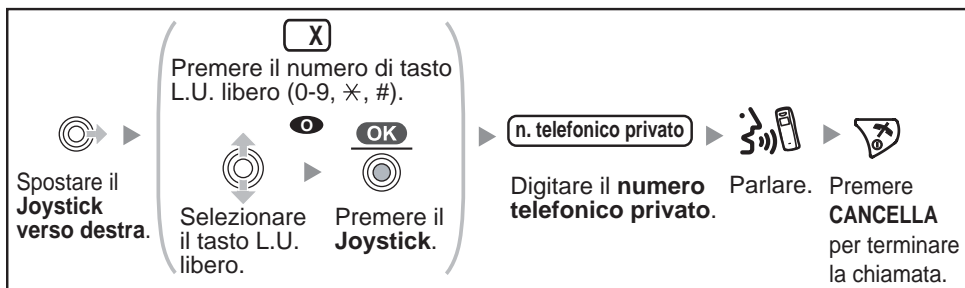 X
Premere il numero di tasto
L.U. libero (0-9, ✳, #).
O
OK
Selezionare
il tasto L.U.
libero.
Premere il
Joystick.
Spostare il
Joystick
verso destra.
n. telefonico privato
Digitare il numero
telefonico privato.
Parlare.
Premere
CANCELLA
per terminare
la chiamata.